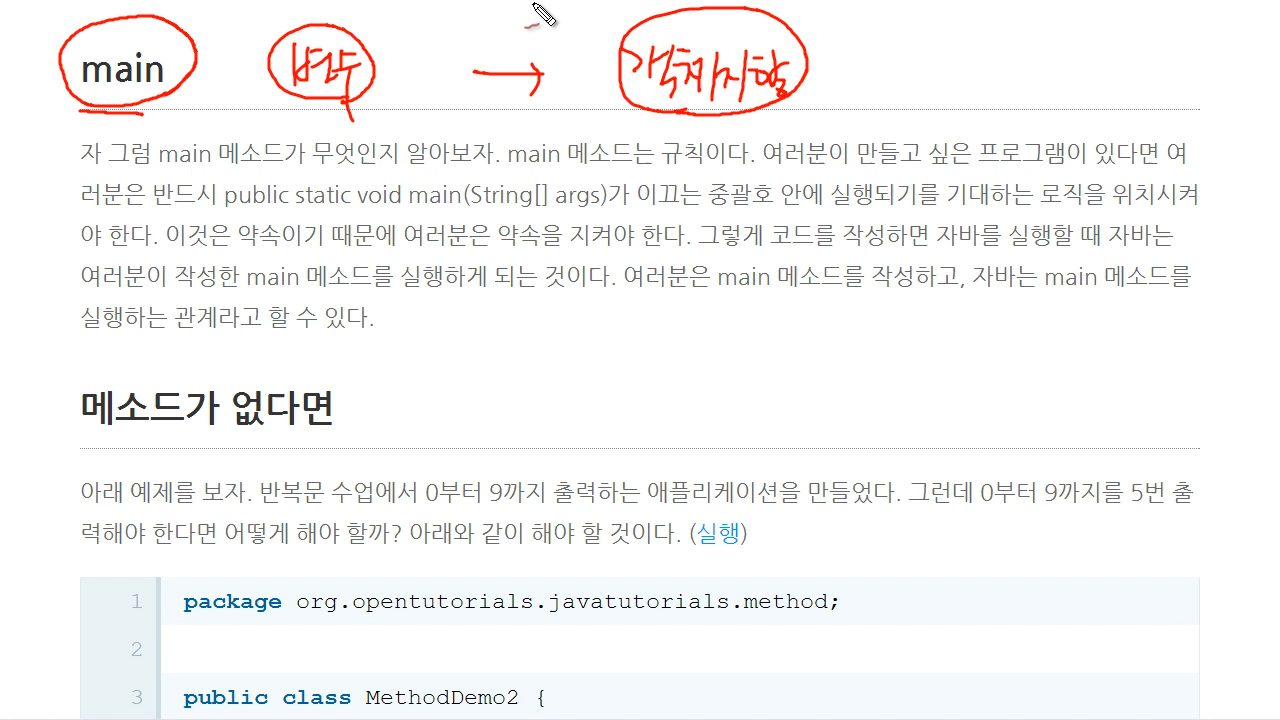 main 변수 → 객체지향
자 그럼 main 메소드가 무엇인지 알아보자. main 메소드는 규칙이다. 여러분이 만들고 싶은 프로그램이 있다면 여
러분은 반드시 public static void main(String[] args)가 이끄는 중괄호 안에 실행되기를 기대하는 로직을 위치시켜
야 한다. 이것은 약속이기 때문에 여러분은 약속을 지켜야 한다. 그렇게 코드를 작성하면 자바를 실행할 때 자바는
여러분이 작성한 main 메소드를 실행하게 되는 것이다. 여러분은 main 메소드를 작성하고, 자바는 main 메소드를
실행하는 관계라고 할 수 있다.
메소드가 없다면
아래 예제를 보자. 반복문 수업에서 0부터 9까지 출력하는 애플리케이션을 만들었다. 그런데 0부터 9까지를 5번 출
력해야 한다면 어떻게 해야 할까? 아래와 같이 해야 할 것이다. (실행)
1 package org.opentutorials.javatutorials.method;
2
3 public class MethodDemo2 {